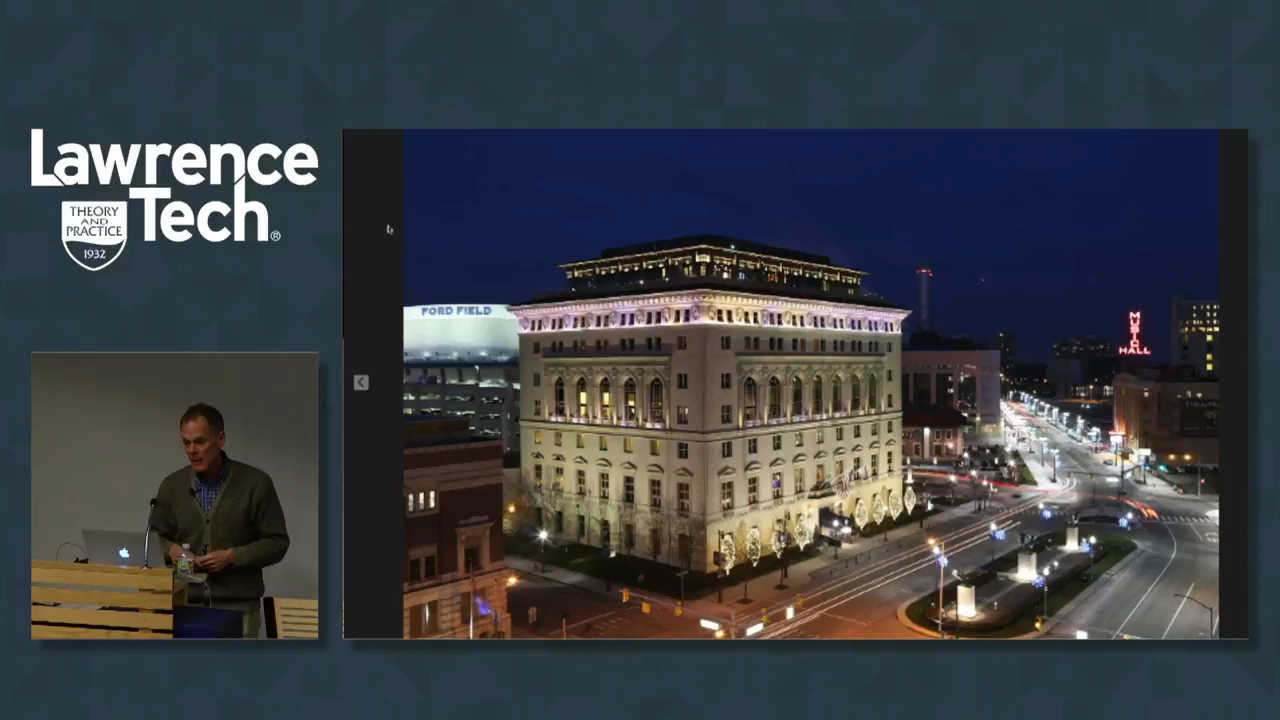 Lawrence
Tech®
THEORY
AND
PRACTICE
1932
FORD FIELD
MUSIC
HALL